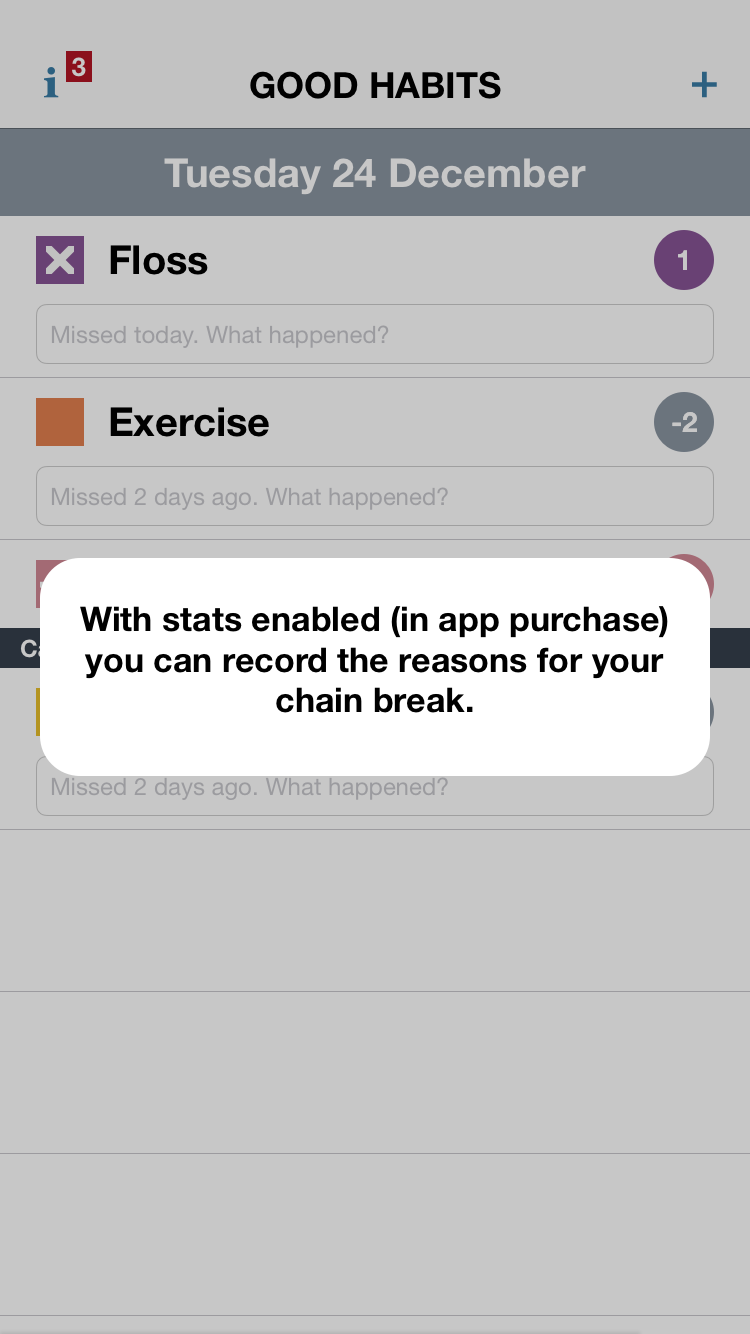 i 3 GOOD HABITS +
Tuesday 24 December
Floss 1
Missed today. What happened?
Exercise -2
Missed 2 days ago. What happened?
With stats enabled (in app purchase)
you can record the reasons for your
chain break.
Missed 2 days ago. What happened?